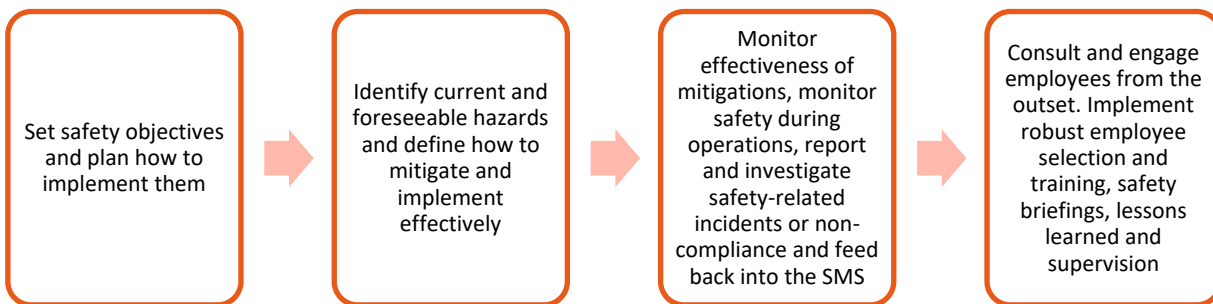 Set safety objectives
and plan how to
implement them
Identify current and
foreseeable hazards
and define how to
mitigate and
implement
effectively
Monitor
effectiveness of
mitigations, monitor
safety during
operations, report
and investigate
safety-related
incidents or non-
compliance and feed
back into the SMS
Consult and engage
employees from the
outset. Implement
robust employee
selection and
training, safety
briefings, lessons
learned and
supervision